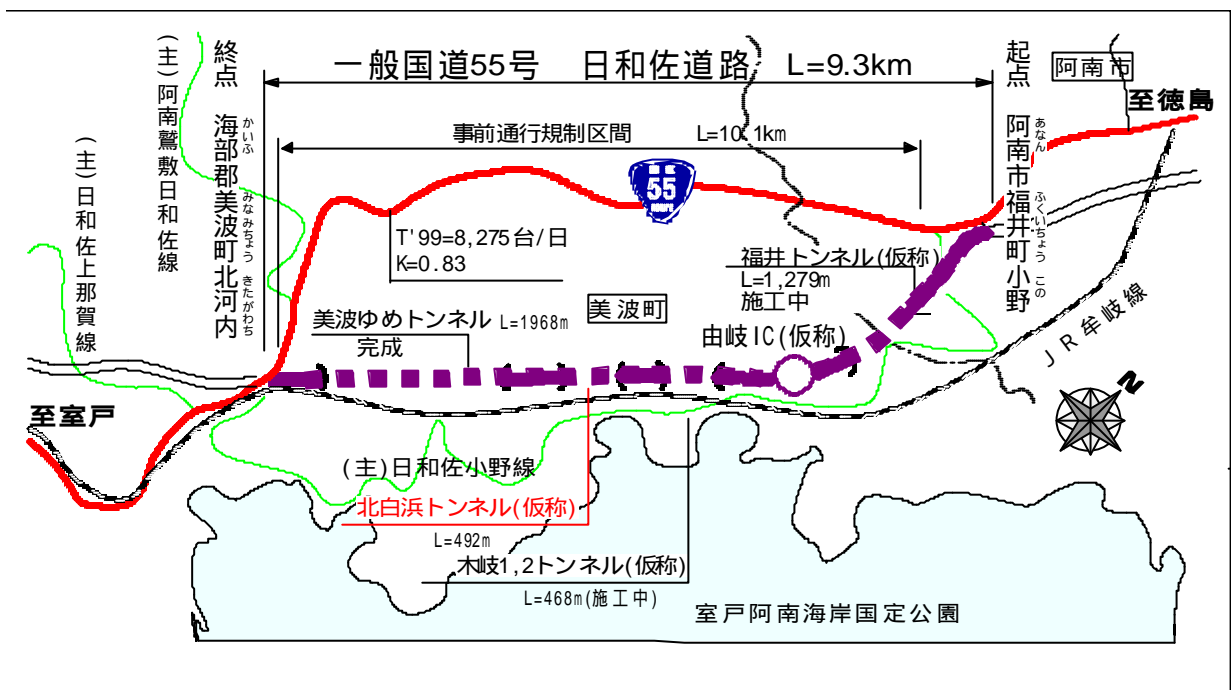 一般国道55号 日和佐道路 L=9.3km
終点
海部郡美波町北河内
かいふ
みなみちょう
きたがわち
起点
阿南市福井町小野
あなん
ふくいちょう
この
阿南市
至徳島
(主)阿南鷲敷日和佐線
(主)日和佐上那賀線
事前通行規制区間 L=10.1km
55
T'99=8,275台/日
K=0.83
福井トンネル(仮称)
L=1,279m
施工中
美波町
美波ゆめトンネル L=1968m
完成
由岐IC(仮称)
JR牟岐線
N
至室戸
(主)日和佐小野線
北白浜トンネル(仮称)
L=492m
木岐1,2トンネル(仮称)
L=468m(施工中)
室戸阿南海岸国定公園